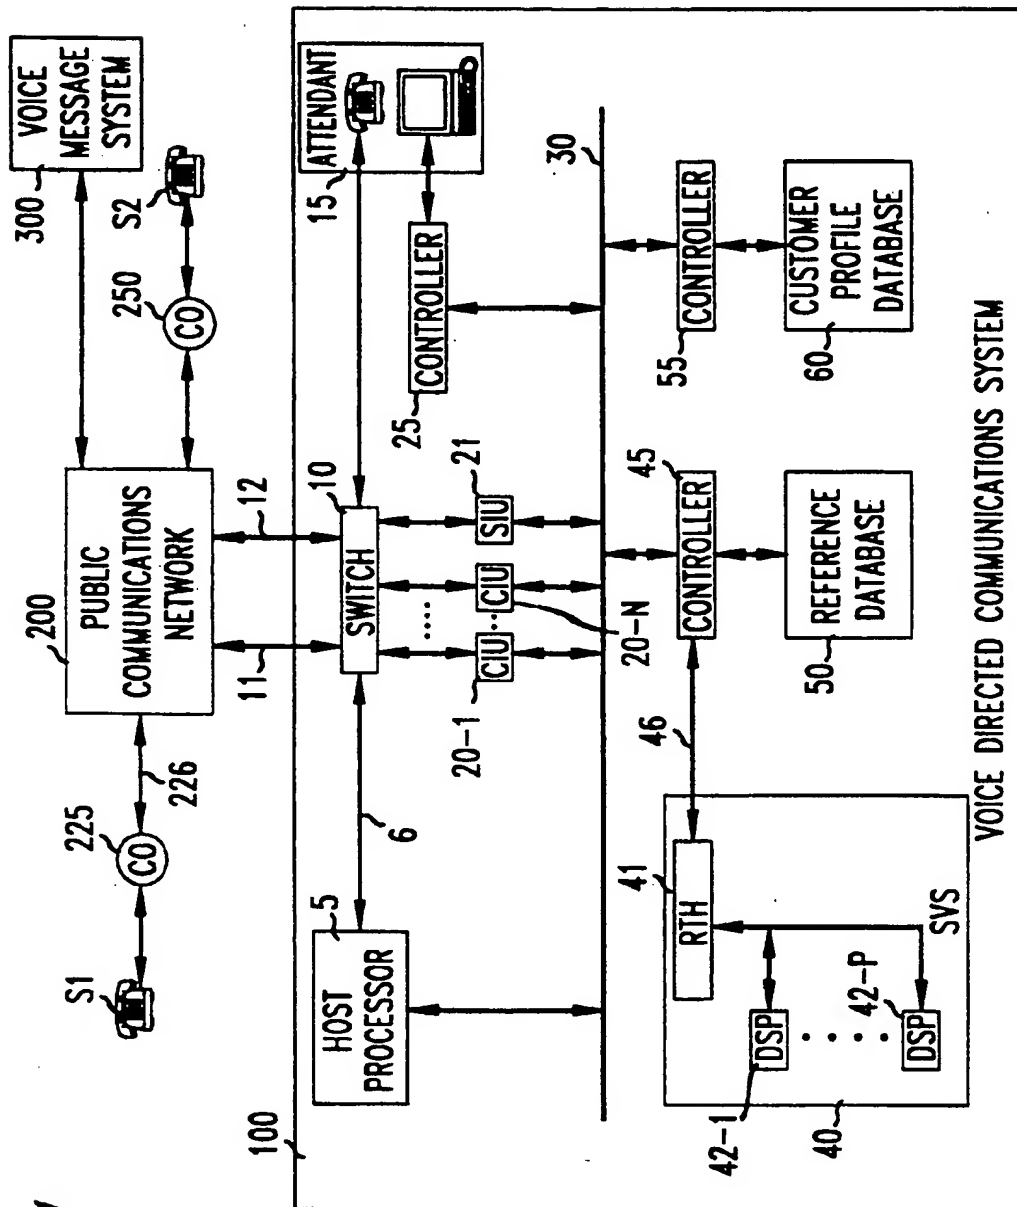 300
VOICE
MESSAGE
SYSTEM
S1
225
CO
226
200
PUBLIC
COMMUNICATIONS
NETWORK
250
CO
S2
11
12
100
5
HOST
PROCESSOR
6
10
SWITCH
15
ATTENDANT
25
CONTROLLER
20-1
CIU
....
..
CIU
20-N
21
SIU
30
46
45
CONTROLLER
50
REFERENCE
DATABASE
55
CONTROLLER
60
CUSTOMER
PROFILE
DATABASE
41
RTH
42-1
DSP
42-P
DSP
40
SVS
VOICE DIRECTED COMMUNICATIONS SYSTEM